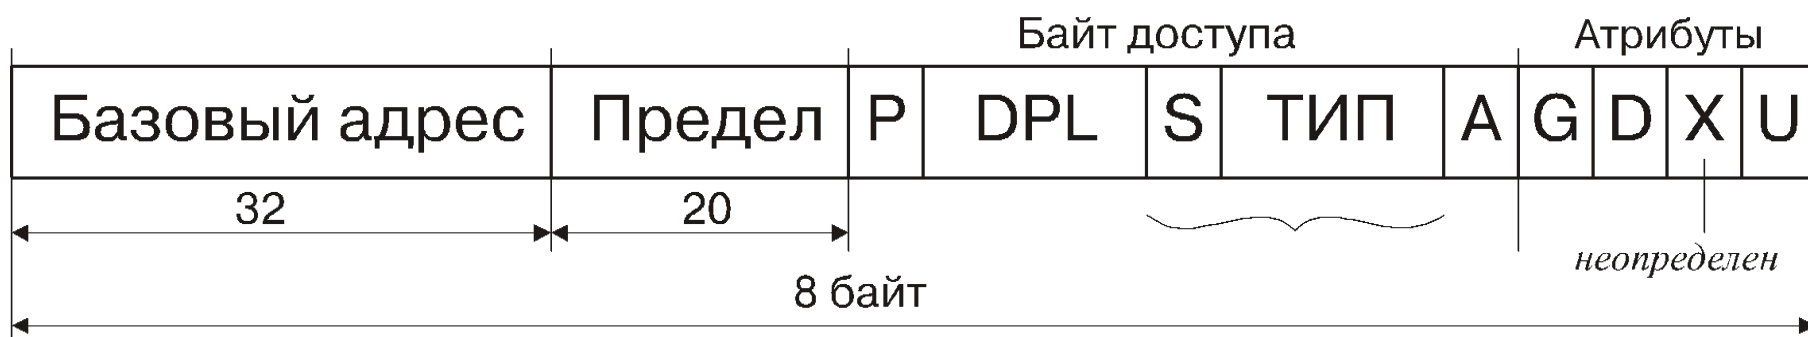 Байт доступа Атрибуты
Базовый адрес Предел P DPL S ТИП A G D X U
32 20
неопределен
8 байт